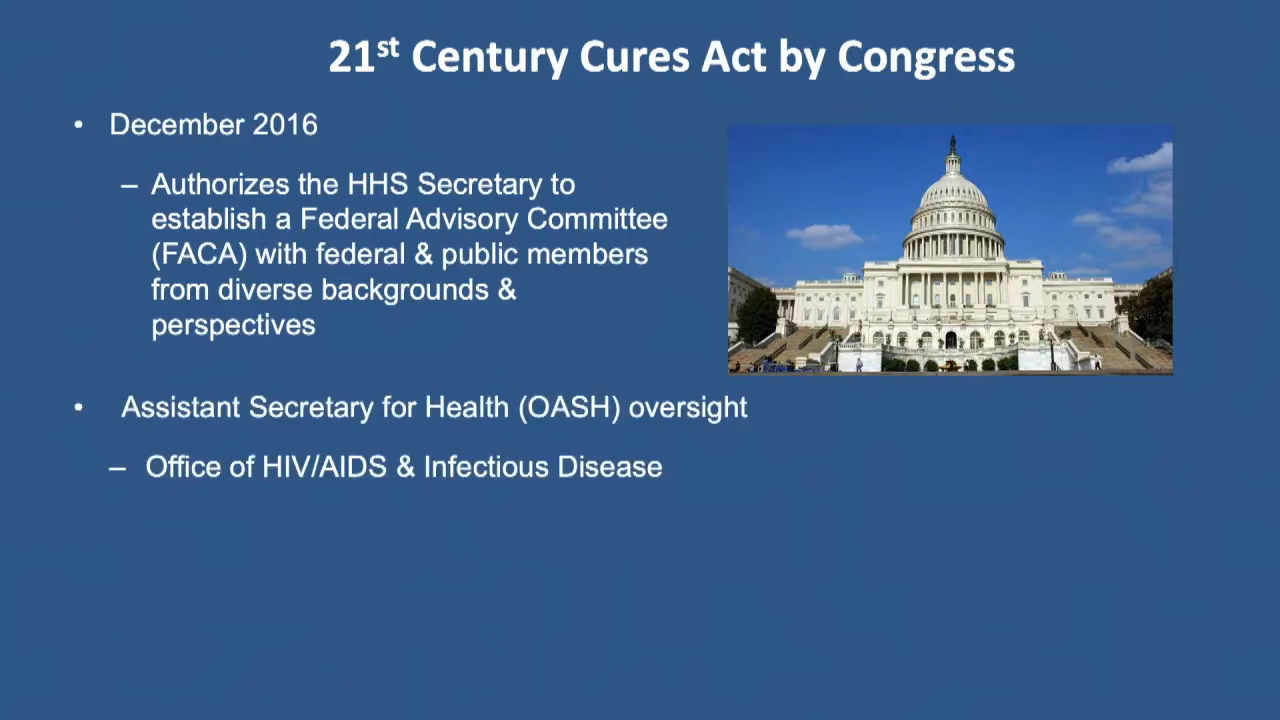 21st Century Cures Act by Congress
• December 2016
– Authorizes the HHS Secretary to
establish a Federal Advisory Committee
(FACA) with federal & public members
from diverse backgrounds &
perspectives
• Assistant Secretary for Health (OASH) oversight
– Office of HIV/AIDS & Infectious Disease